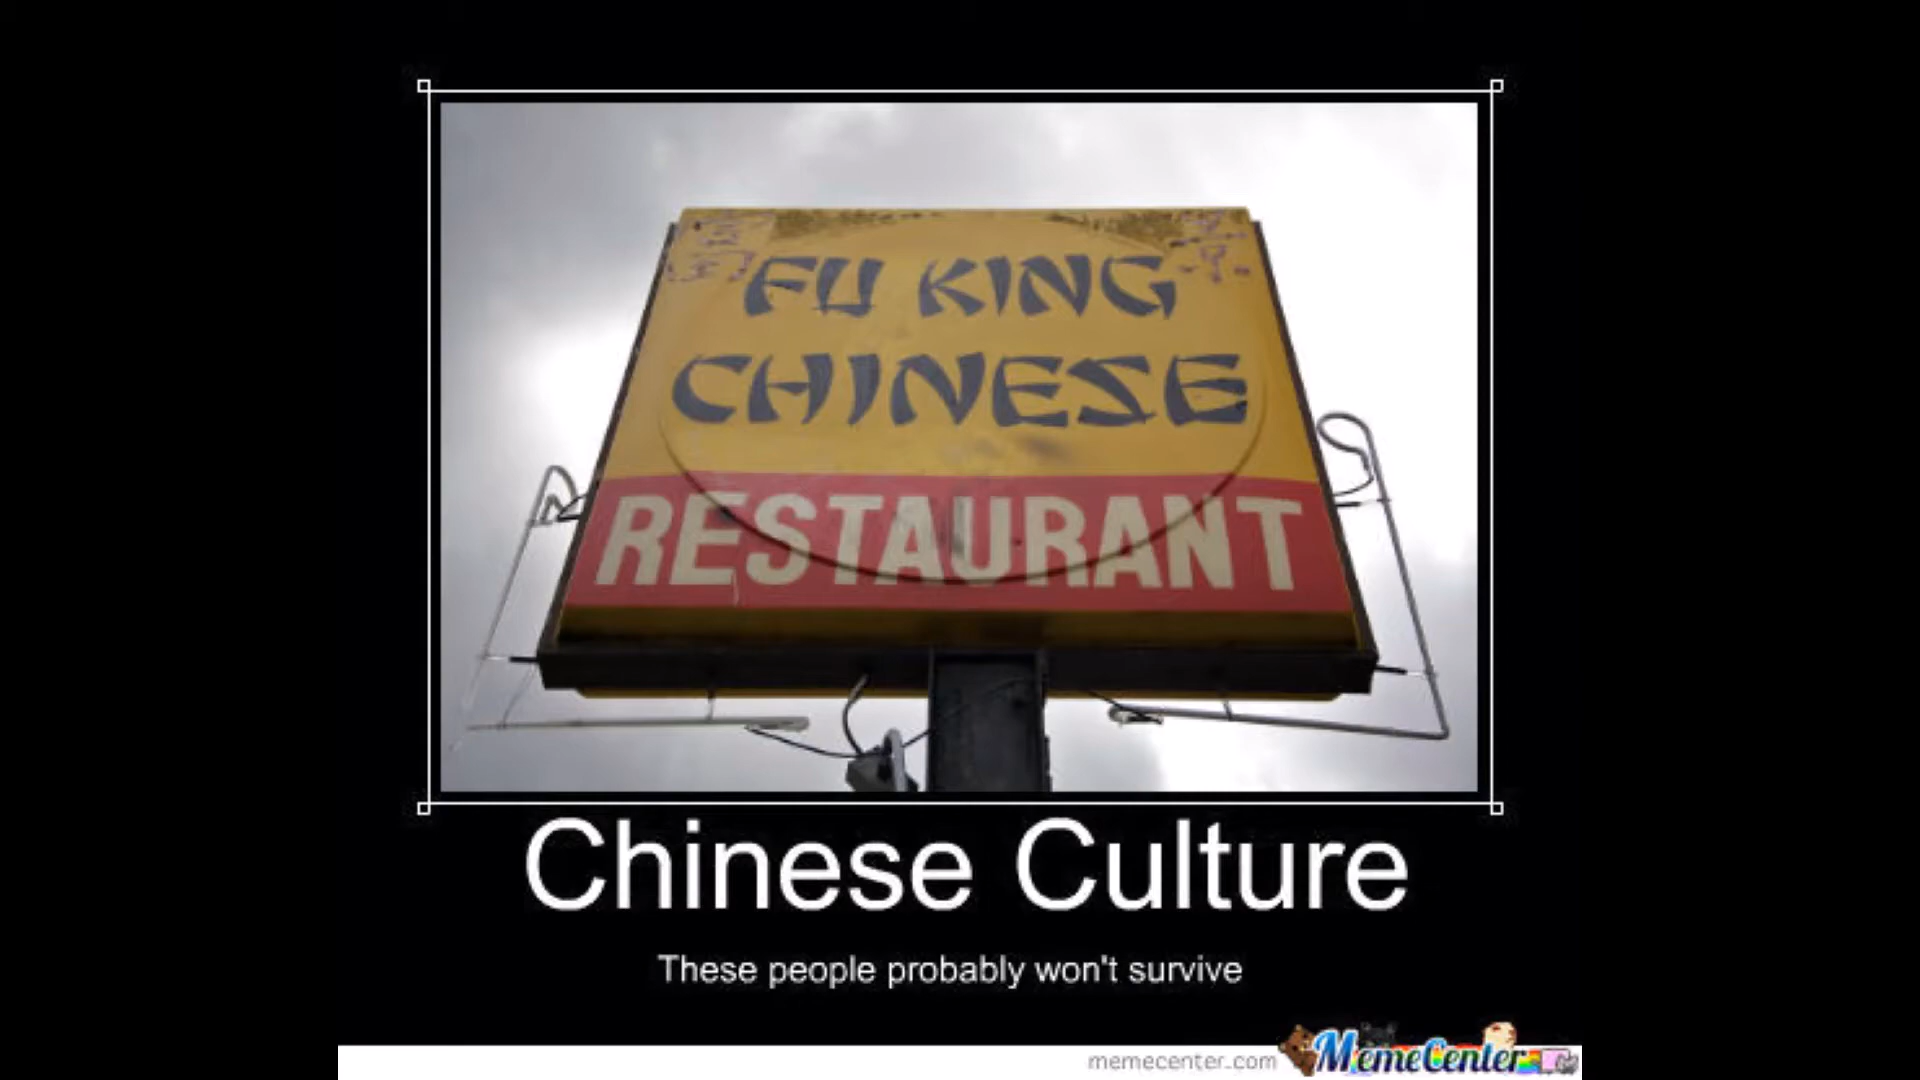 FU KING
CHINESE
RESTAURANT
Chinese Culture
These people probably won't survive
memecenter.com MemeCenter